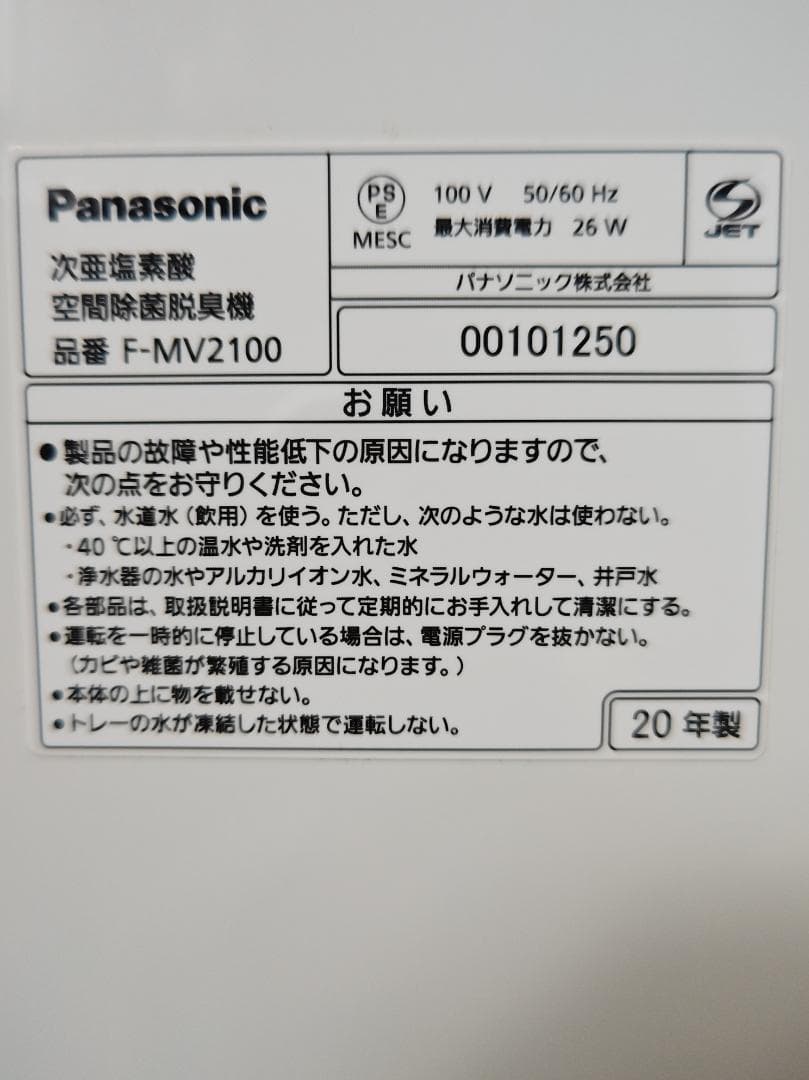 Panasonic
次亜塩素酸
空間除菌脱臭機
品番 F-MV2100
PS
E
MESC
100 V 50/60 Hz
最大消費電力 26 W
JET
パナソニック株式会社
00101250
お願い
●製品の故障や性能低下の原因になりますので、
次の点をお守りください。
●必ず、水道水（飲用）を使う。ただし、次のような水は使わない。
・40 ℃以上の温水や洗剤を入れた水
・浄水器の水やアルカリイオン水、ミネラルウォーター、井戸水
●各部品は、取扱説明書に従って定期的にお手入れして清潔にする。
●運転を一時的に停止している場合は、電源プラグを抜かない。
（カビや雑菌が繁殖する原因になります。）
●本体の上に物を載せない。
●トレーの水が凍結した状態で運転しない。
20 年製